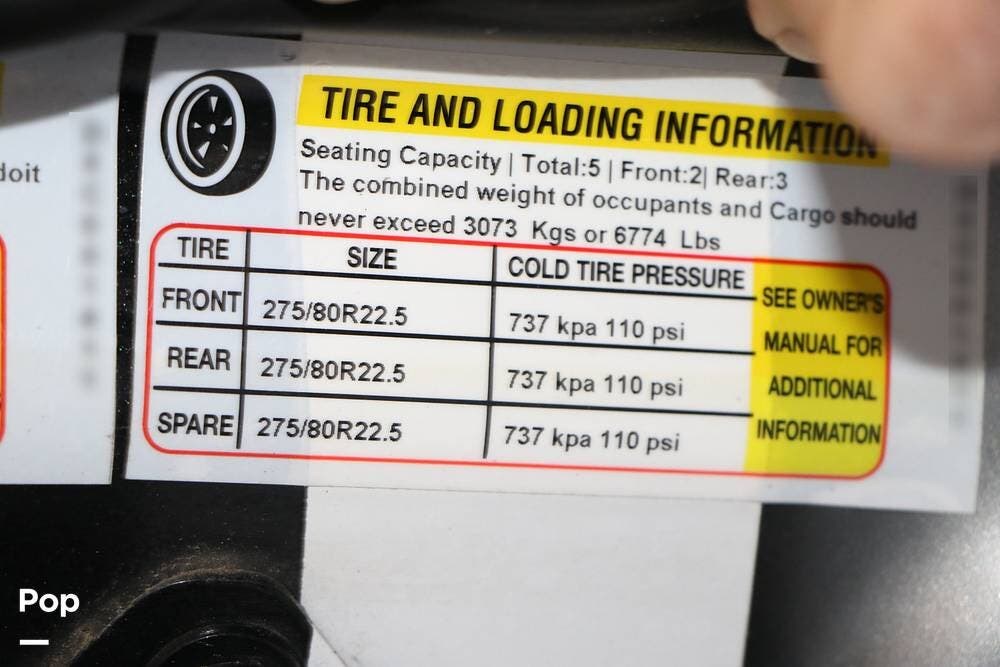 doit
TIRE AND LOADING INFORMATION
Seating Capacity | Total:5 | Front:2| Rear:3
The combined weight of occupants and Cargo should
never exceed 3073 Kgs or 6774 Lbs
TIRE SIZE COLD TIRE PRESSURE
FRONT 275/80R22.5 737 kpa 110 psi
REAR 275/80R22.5 737 kpa 110 psi
SPARE 275/80R22.5 737 kpa 110 psi
SEE OWNER'S
MANUAL FOR
ADDITIONAL
INFORMATION
Pop